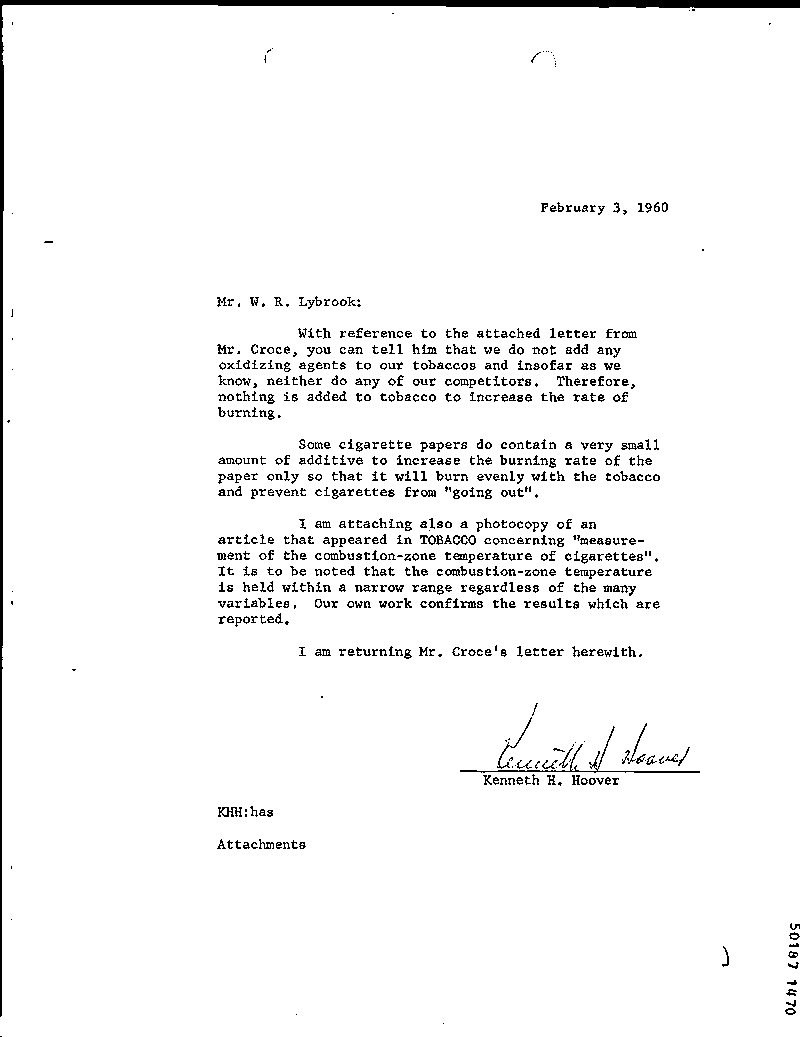 February 3, 1960
Mr. W. R. Lybrook:
With reference to the attached letter from
Mr. Croce, you can tell him that we do not add any
oxidizing agents to our tobaccos and insofar as we
know, neither do any of our competitors. Therefore,
nothing is added to tobacco to increase the rate of
burning.
Some cigarette papers do contain a very small
amount of additive to increase the burning rate of the
paper only so that it will burn evenly with the tobacco
and prevent cigarettes from "going out".
I am attaching also a photocopy of an
article that appeared in TOBACCO concerning "measure-
ment of the combustion-zone temperature of cigarettes".
It is to be noted that the combustion-zone temperature
is held within a narrow range regardless of the many
variables. Our own work confirms the results which are
reported.
I am returning Mr. Croce's letter herewith.
Kenneth H Hoover
Kenneth H. Hoover
KHH:has
Attachments
50187 1470